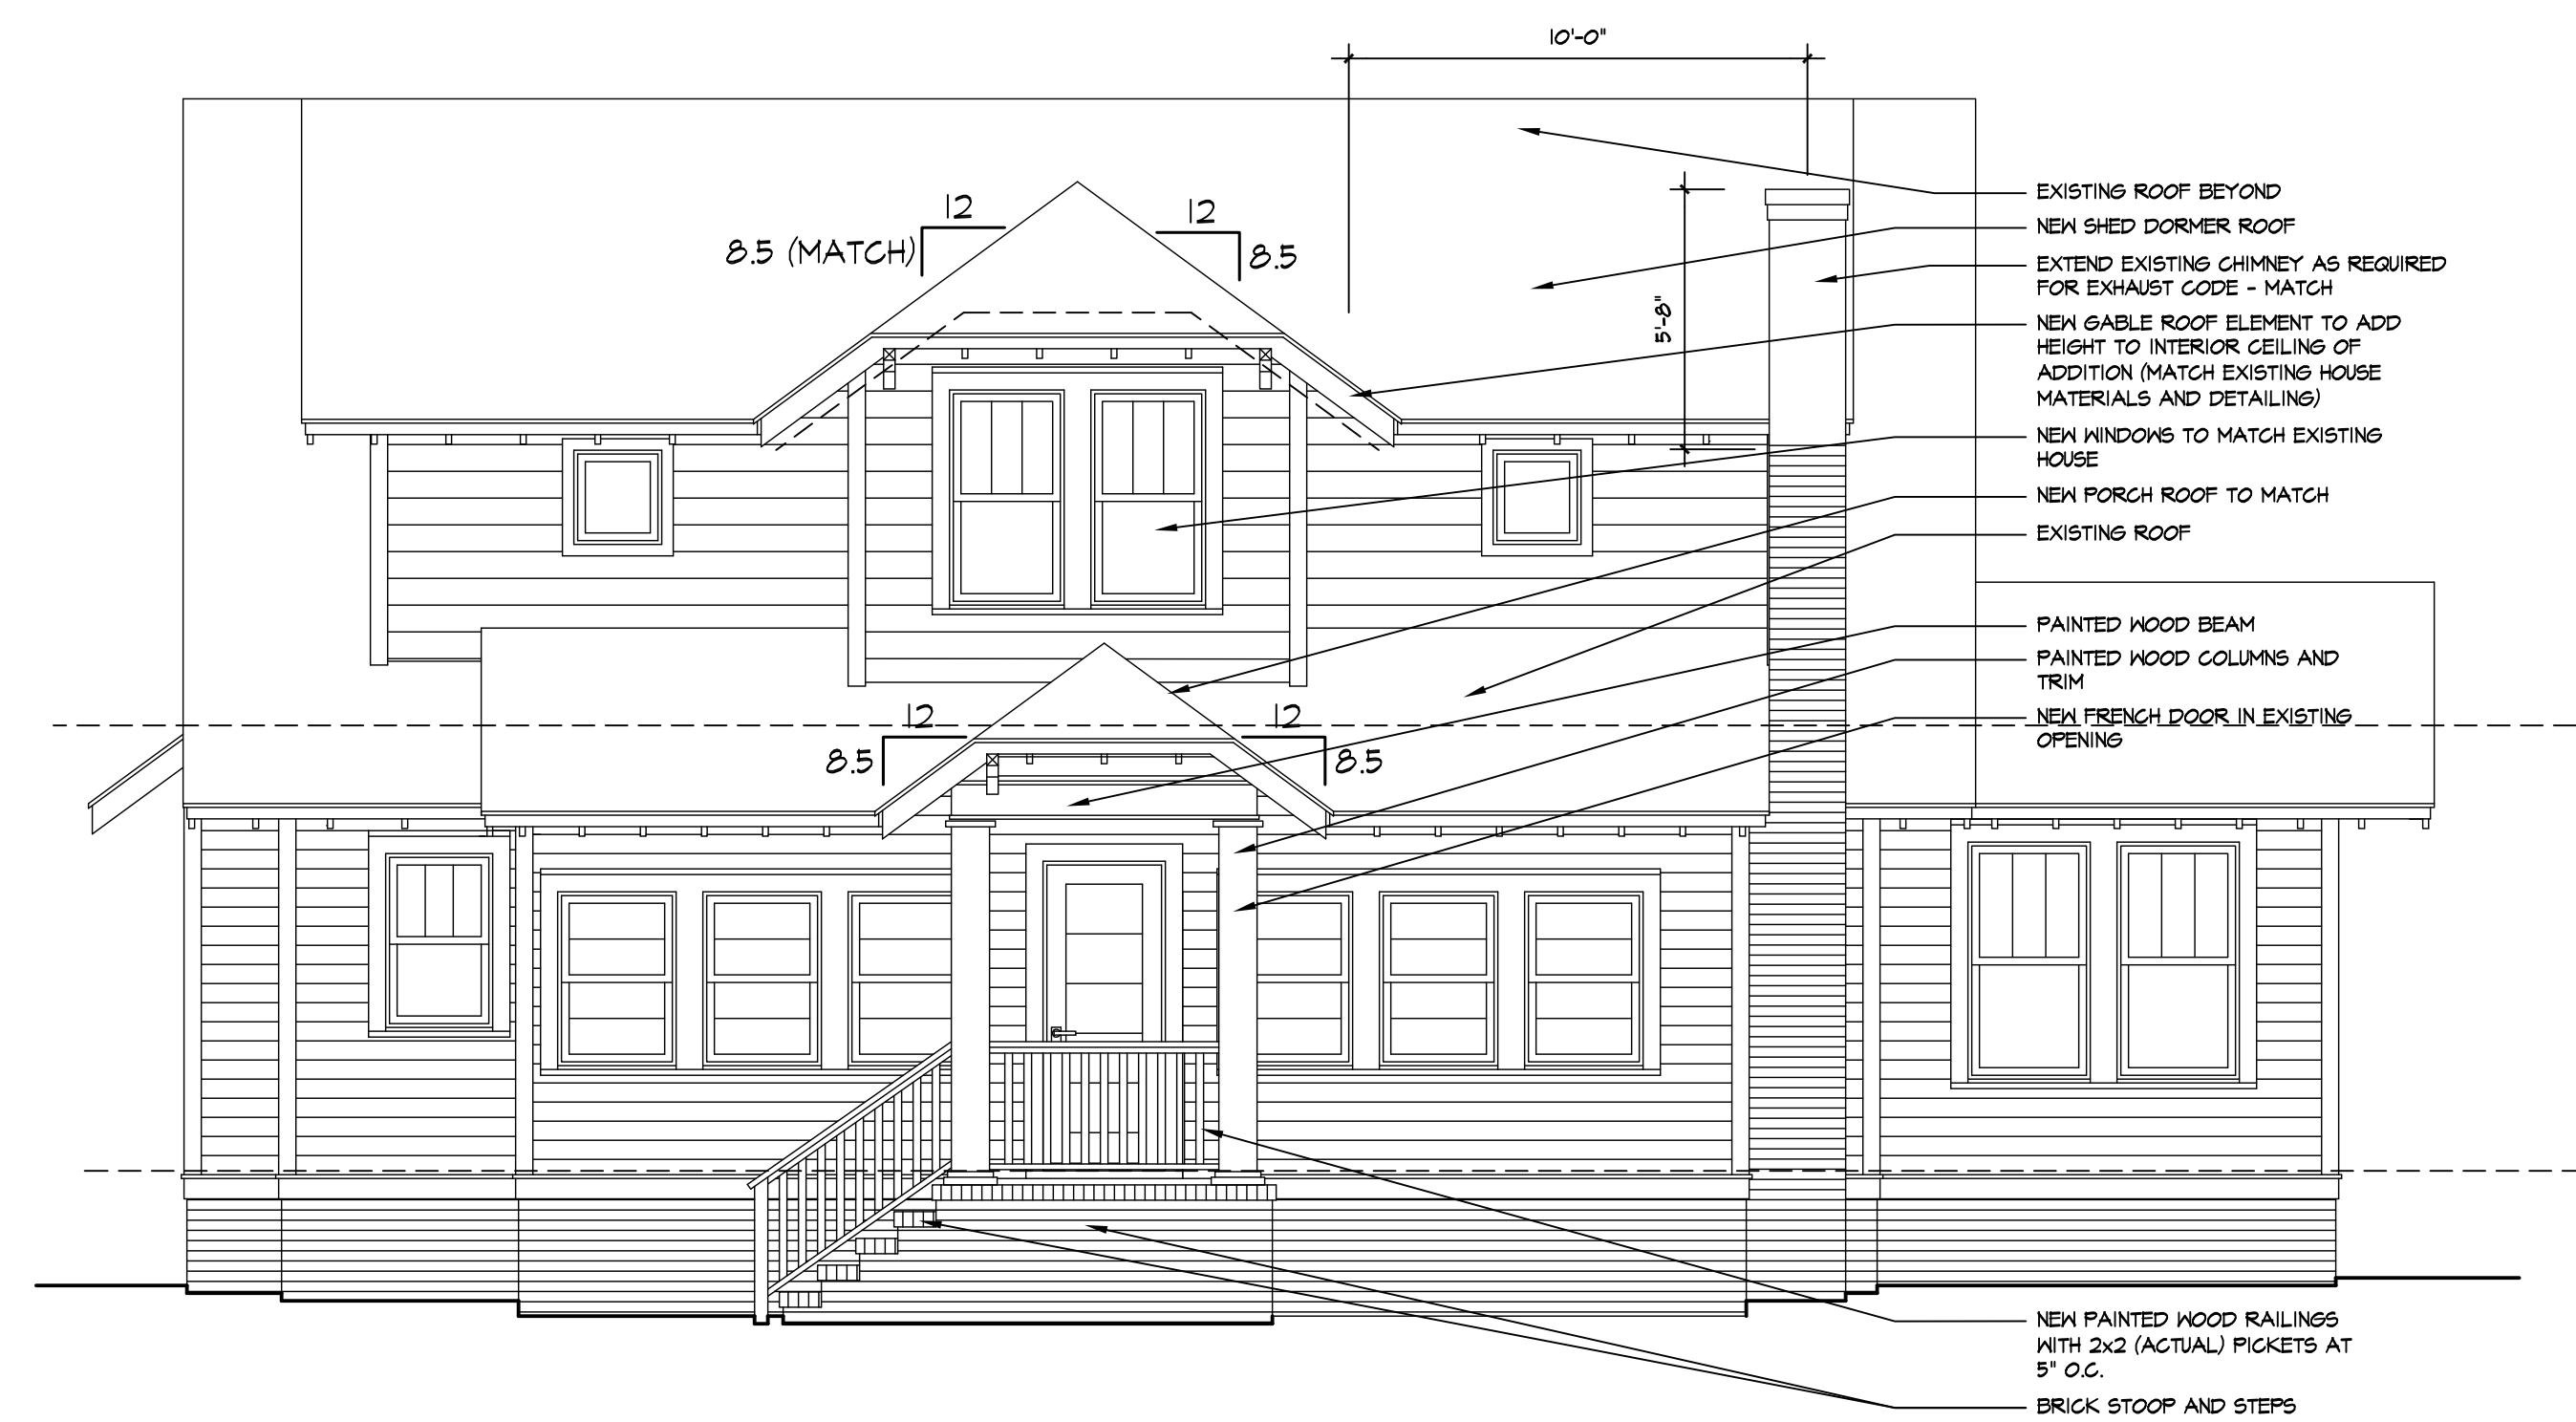 10'-0"
12
12
8.5 (MATCH)
8.5
5'-8"
12
12
8.5
8.5
EXISTING ROOF BEYOND
NEW SHED DORMER ROOF
EXTEND EXISTING CHIMNEY AS REQUIRED
FOR EXHAUST CODE - MATCH
NEW GABLE ROOF ELEMENT TO ADD
HEIGHT TO INTERIOR CEILING OF
ADDITION (MATCH EXISTING HOUSE
MATERIALS AND DETAILING)
NEW WINDOWS TO MATCH EXISTING
HOUSE
NEW PORCH ROOF TO MATCH
EXISTING ROOF
PAINTED WOOD BEAM
PAINTED WOOD COLUMNS AND
TRIM
NEW FRENCH DOOR IN EXISTING
OPENING
NEW PAINTED WOOD RAILINGS
WITH 2x2 (ACTUAL) PICKETS AT
5" O.C.
BRICK STOOP AND STEPS